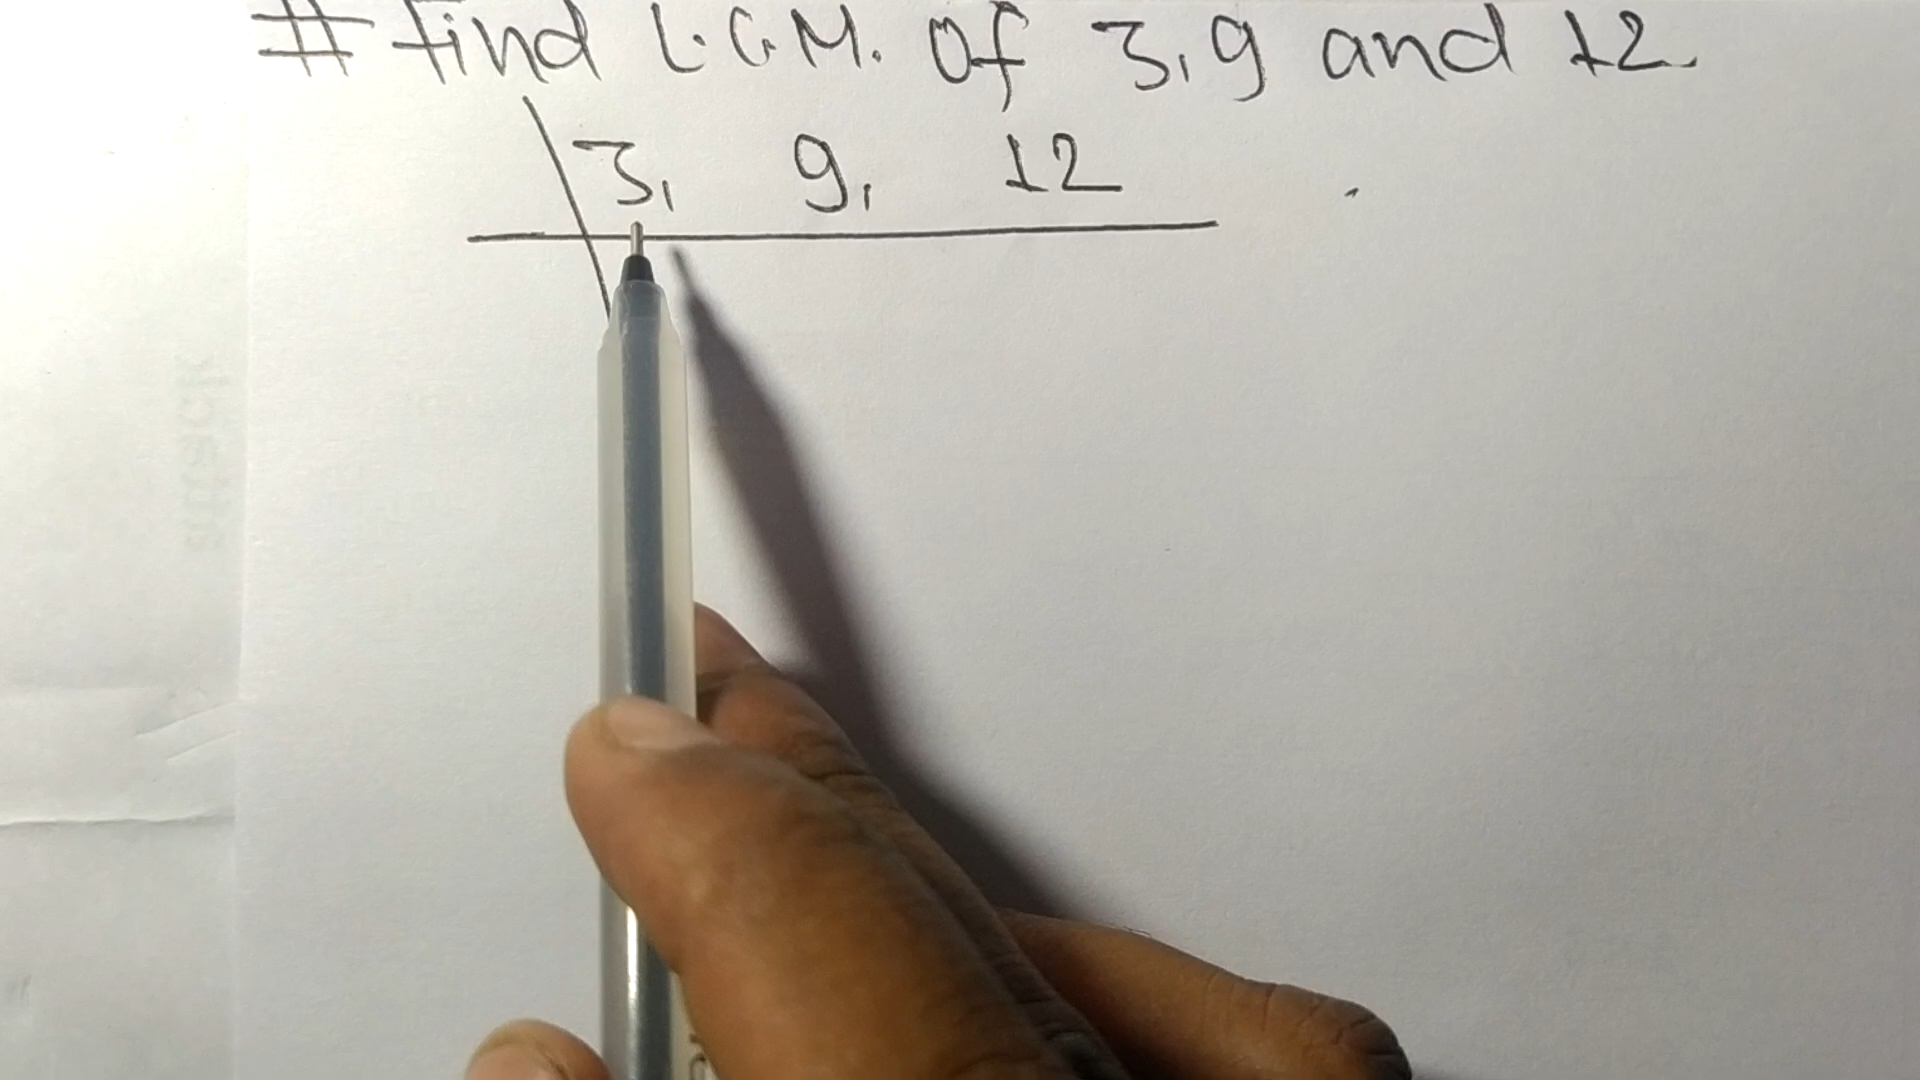 # Find L.C.M. of 3, 9 and 12
3, 9, 12